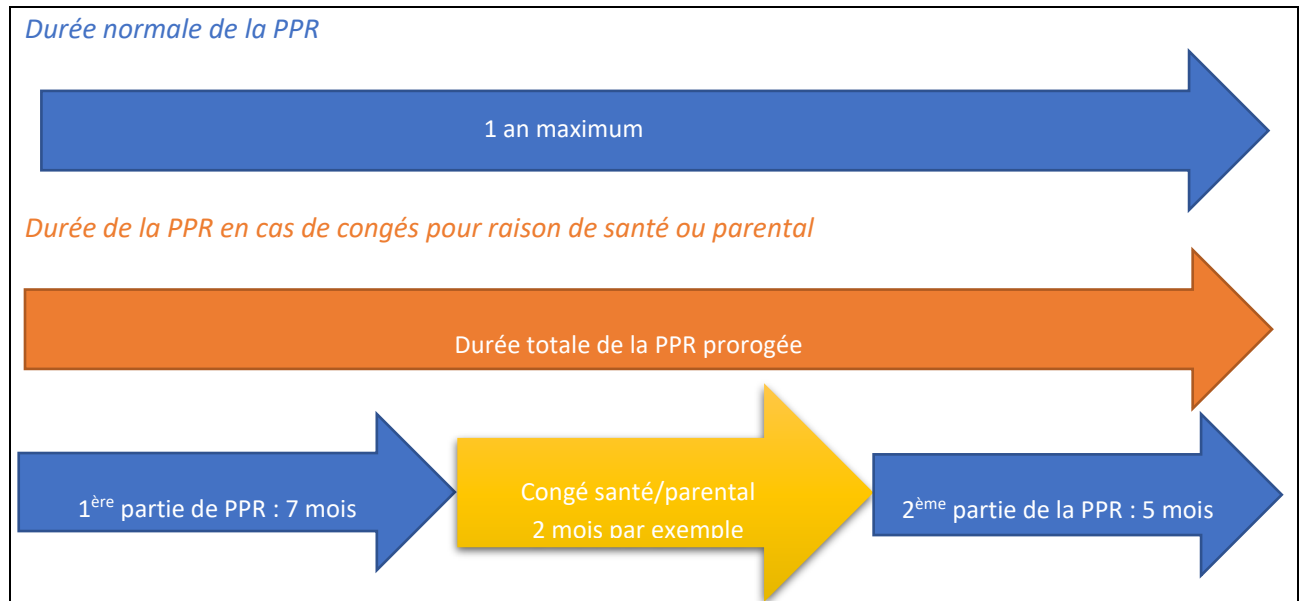 Durée normale de la PPR
1 an maximum
Durée de la PPR en cas de congés pour raison de santé ou parental
Durée totale de la PPR prorogée
1ère partie de PPR : 7 mois
Congé santé/parental
2 mois par exemple
2ème partie de la PPR : 5 mois